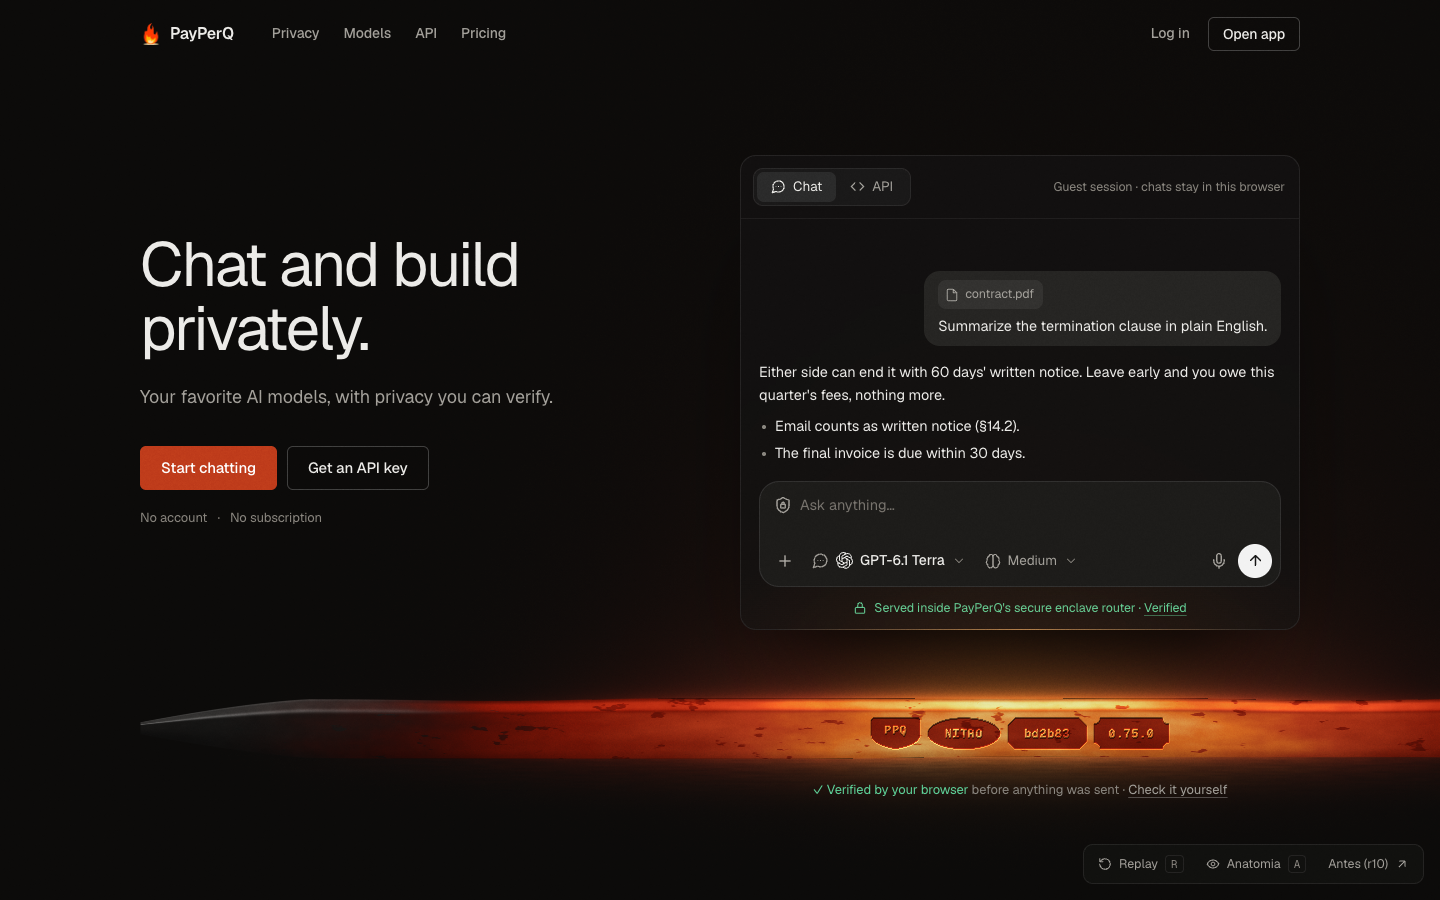 PayPerQ
Privacy
Models
API
Pricing
Log in
Open app
Chat and build
privately.
Your favorite AI models, with privacy you can verify.
Start chatting
Get an API key
No account · No subscription
Chat
API
Guest session · chats stay in this browser
contract.pdf
Summarize the termination clause in plain English.
Either side can end it with 60 days' written notice. Leave early and you owe this
quarter's fees, nothing more.
• Email counts as written notice (§14.2).
• The final invoice is due within 30 days.
Ask anything...
GPT-6.1 Terra
Medium
Served inside PayPerQ's secure enclave router · Verified
PPQ
NITRO
bd2b83
0.75.0
✓ Verified by your browser before anything was sent · Check it yourself
Replay R
Anatomia A
Antes (r10)